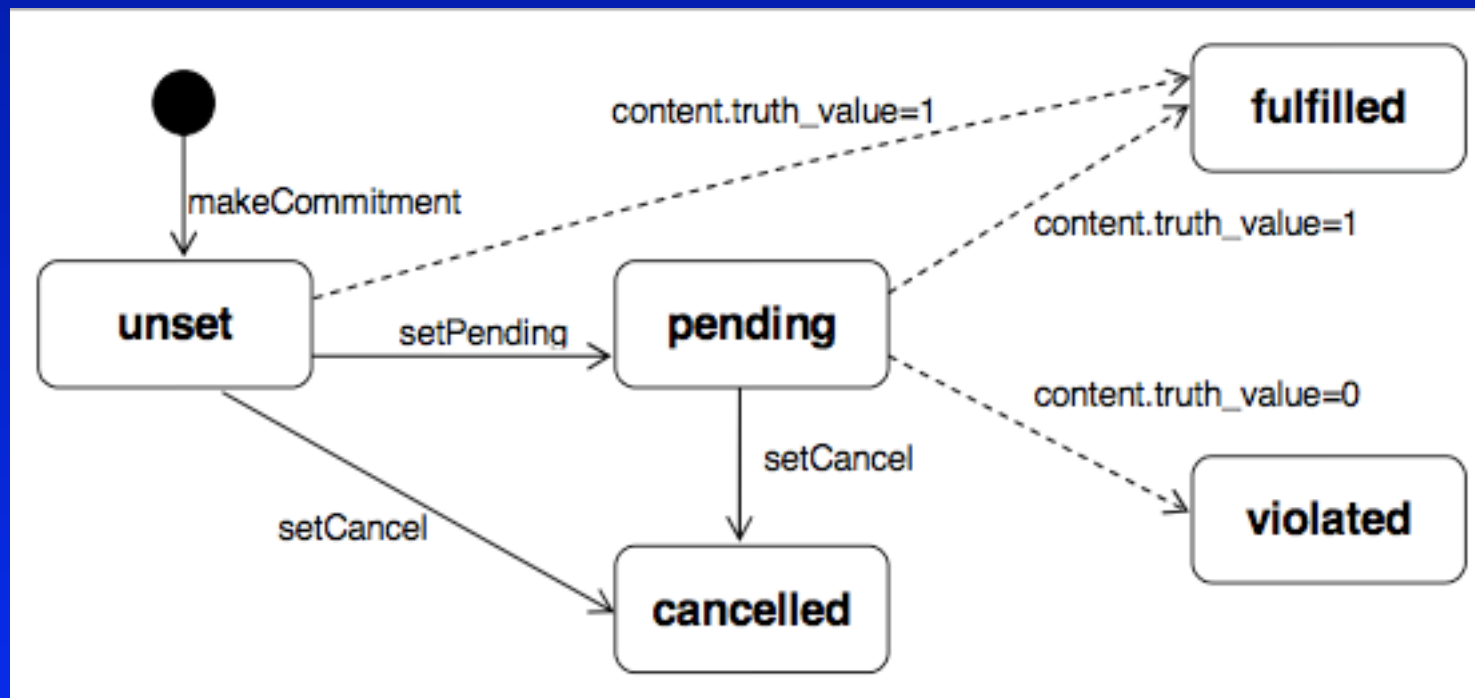 fulfilled
content.truth_value=1
makeCommitment
content.truth_value=1
unset
setPending
pending
content.truth_value=0
setCancel
setCancel
violated
cancelled